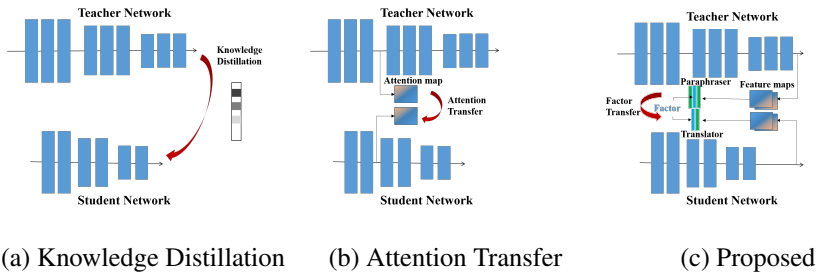 Teacher Network
Knowledge
Distillation
Student Network
(a) Knowledge Distillation
Teacher Network
Attention map
Attention
Transfer
Student Network
(b) Attention Transfer
Teacher Network
Paraphraser
Feature maps
Factor
Transfer
Factor
Translator
Student Network
(c) Proposed